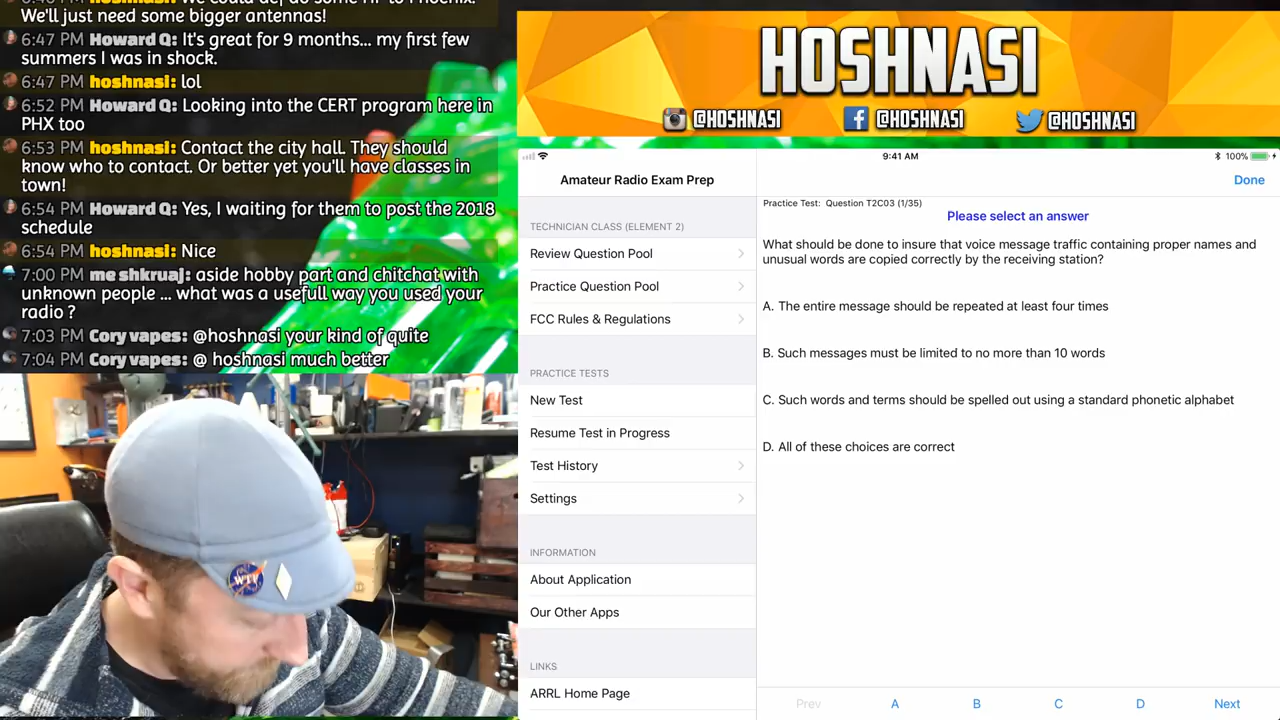 We'll just need some bigger antennas!
6:47 PM Howard Q: It's great for 9 months... my first few
summers I was in shock.
6:47 PM hoshnasi: lol
6:52 PM Howard Q: Looking into the CERT program here in
PHX too
6:53 PM hoshnasi: Contact the city hall. They should
know who to contact. Or better yet you'll have classes in
town!
6:54 PM Howard Q: Yes, I waiting for them to post the 2018
schedule
6:54 PM hoshnasi: Nice
7:00 PM me shkruaj: aside hobby part and chitchat with
unknown people ... what was a usefull way you used your
radio ?
7:03 PM Cory vapes: @hoshnasi your kind of quite
7:04 PM Cory vapes: @ hoshnasi much better
HOSHNASI
@HOSHNASI @HOSHNASI @HOSHNASI
9:41 AM
100%
Amateur Radio Exam Prep
TECHNICIAN CLASS (ELEMENT 2)
Review Question Pool
Practice Question Pool
FCC Rules & Regulations
PRACTICE TESTS
New Test
Resume Test in Progress
Test History
Settings
INFORMATION
About Application
Our Other Apps
LINKS
ARRL Home Page
Done
Practice Test: Question T2C03 (1/35)
Please select an answer
What should be done to insure that voice message traffic containing proper names and
unusual words are copied correctly by the receiving station?
A. The entire message should be repeated at least four times
B. Such messages must be limited to no more than 10 words
C. Such words and terms should be spelled out using a standard phonetic alphabet
D. All of these choices are correct
Prev A B C D Next
WTF